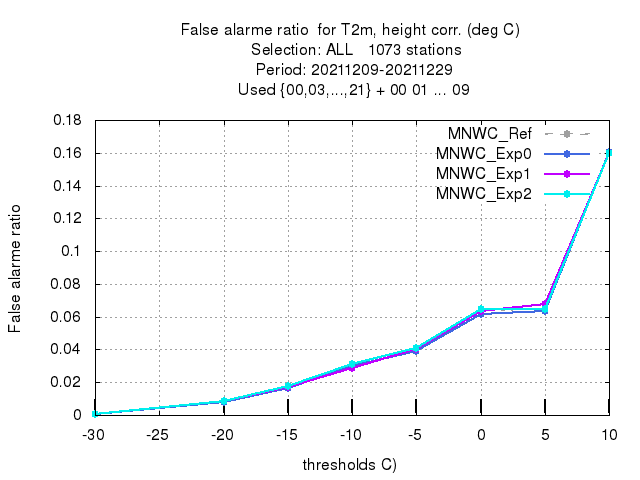 False alarme ratio  for T2m, height corr. (deg C)
Selection: ALL   1073 stations
Period: 20211209-20211229
Used {00,03,...,21} + 00 01 ... 09
MNWC_Ref
MNWC_Exp0
MNWC_Exp1
MNWC_Exp2
0.18
0.16
0.14
0.12
0.1
0.08
0.06
0.04
0.02
0
False alarme ratio
-30 -25 -20 -15 -10 -5 0 5 10
thresholds C)